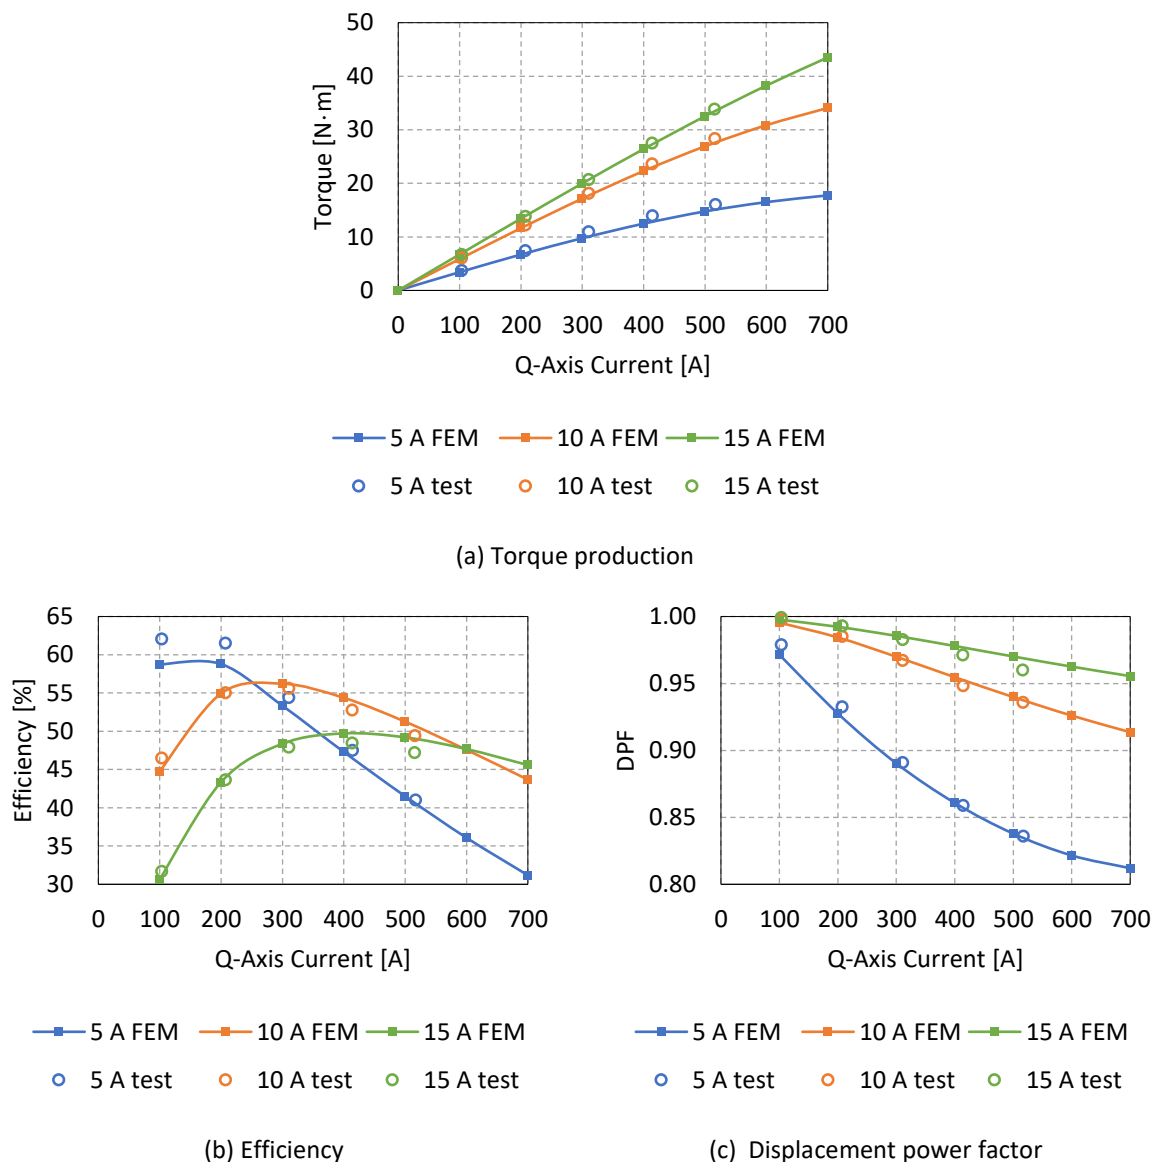 50
40
30
20
10
0
Torque [N·m]
0 100 200 300 400 500 600 700
Q-Axis Current [A]
5 A FEM 10 A FEM 15 A FEM
5 A test 10 A test 15 A test
(a) Torque production
65
60
55
50
45
40
35
30
Efficiency [%]
0 100 200 300 400 500 600 700
Q-Axis Current [A]
5 A FEM 10 A FEM 15 A FEM
5 A test 10 A test 15 A test
(b) Efficiency
1.00
0.95
0.90
0.85
0.80
DPF
0 100 200 300 400 500 600 700
Q-Axis Current [A]
5 A FEM 10 A FEM 15 A FEM
5 A test 10 A test 15 A test
(c) Displacement power factor